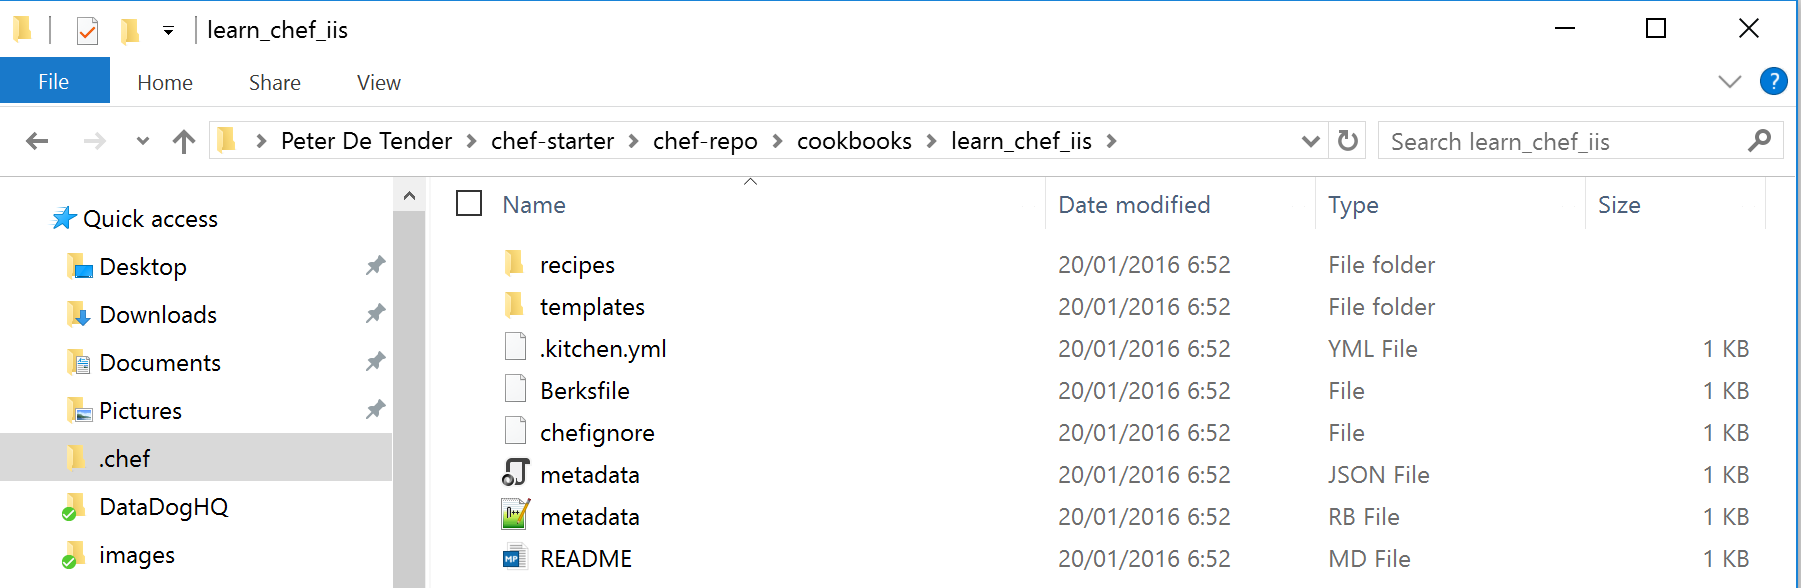 learn_chef_iis
File Home Share View ?
Peter De Tender chef-starter chef-repo cookbooks learn_chef_iis Search learn_chef_iis
Quick access
Desktop
Downloads
Documents
Pictures
.chef
DataDogHQ
images
Name Date modified Type Size
recipes 20/01/2016 6:52 File folder
templates 20/01/2016 6:52 File folder
.kitchen.yml 20/01/2016 6:52 YML File 1 KB
Berksfile 20/01/2016 6:52 File 1 KB
chefignore 20/01/2016 6:52 File 1 KB
metadata 20/01/2016 6:52 JSON File 1 KB
metadata 20/01/2016 6:52 RB File 1 KB
README 20/01/2016 6:52 MD File 1 KB